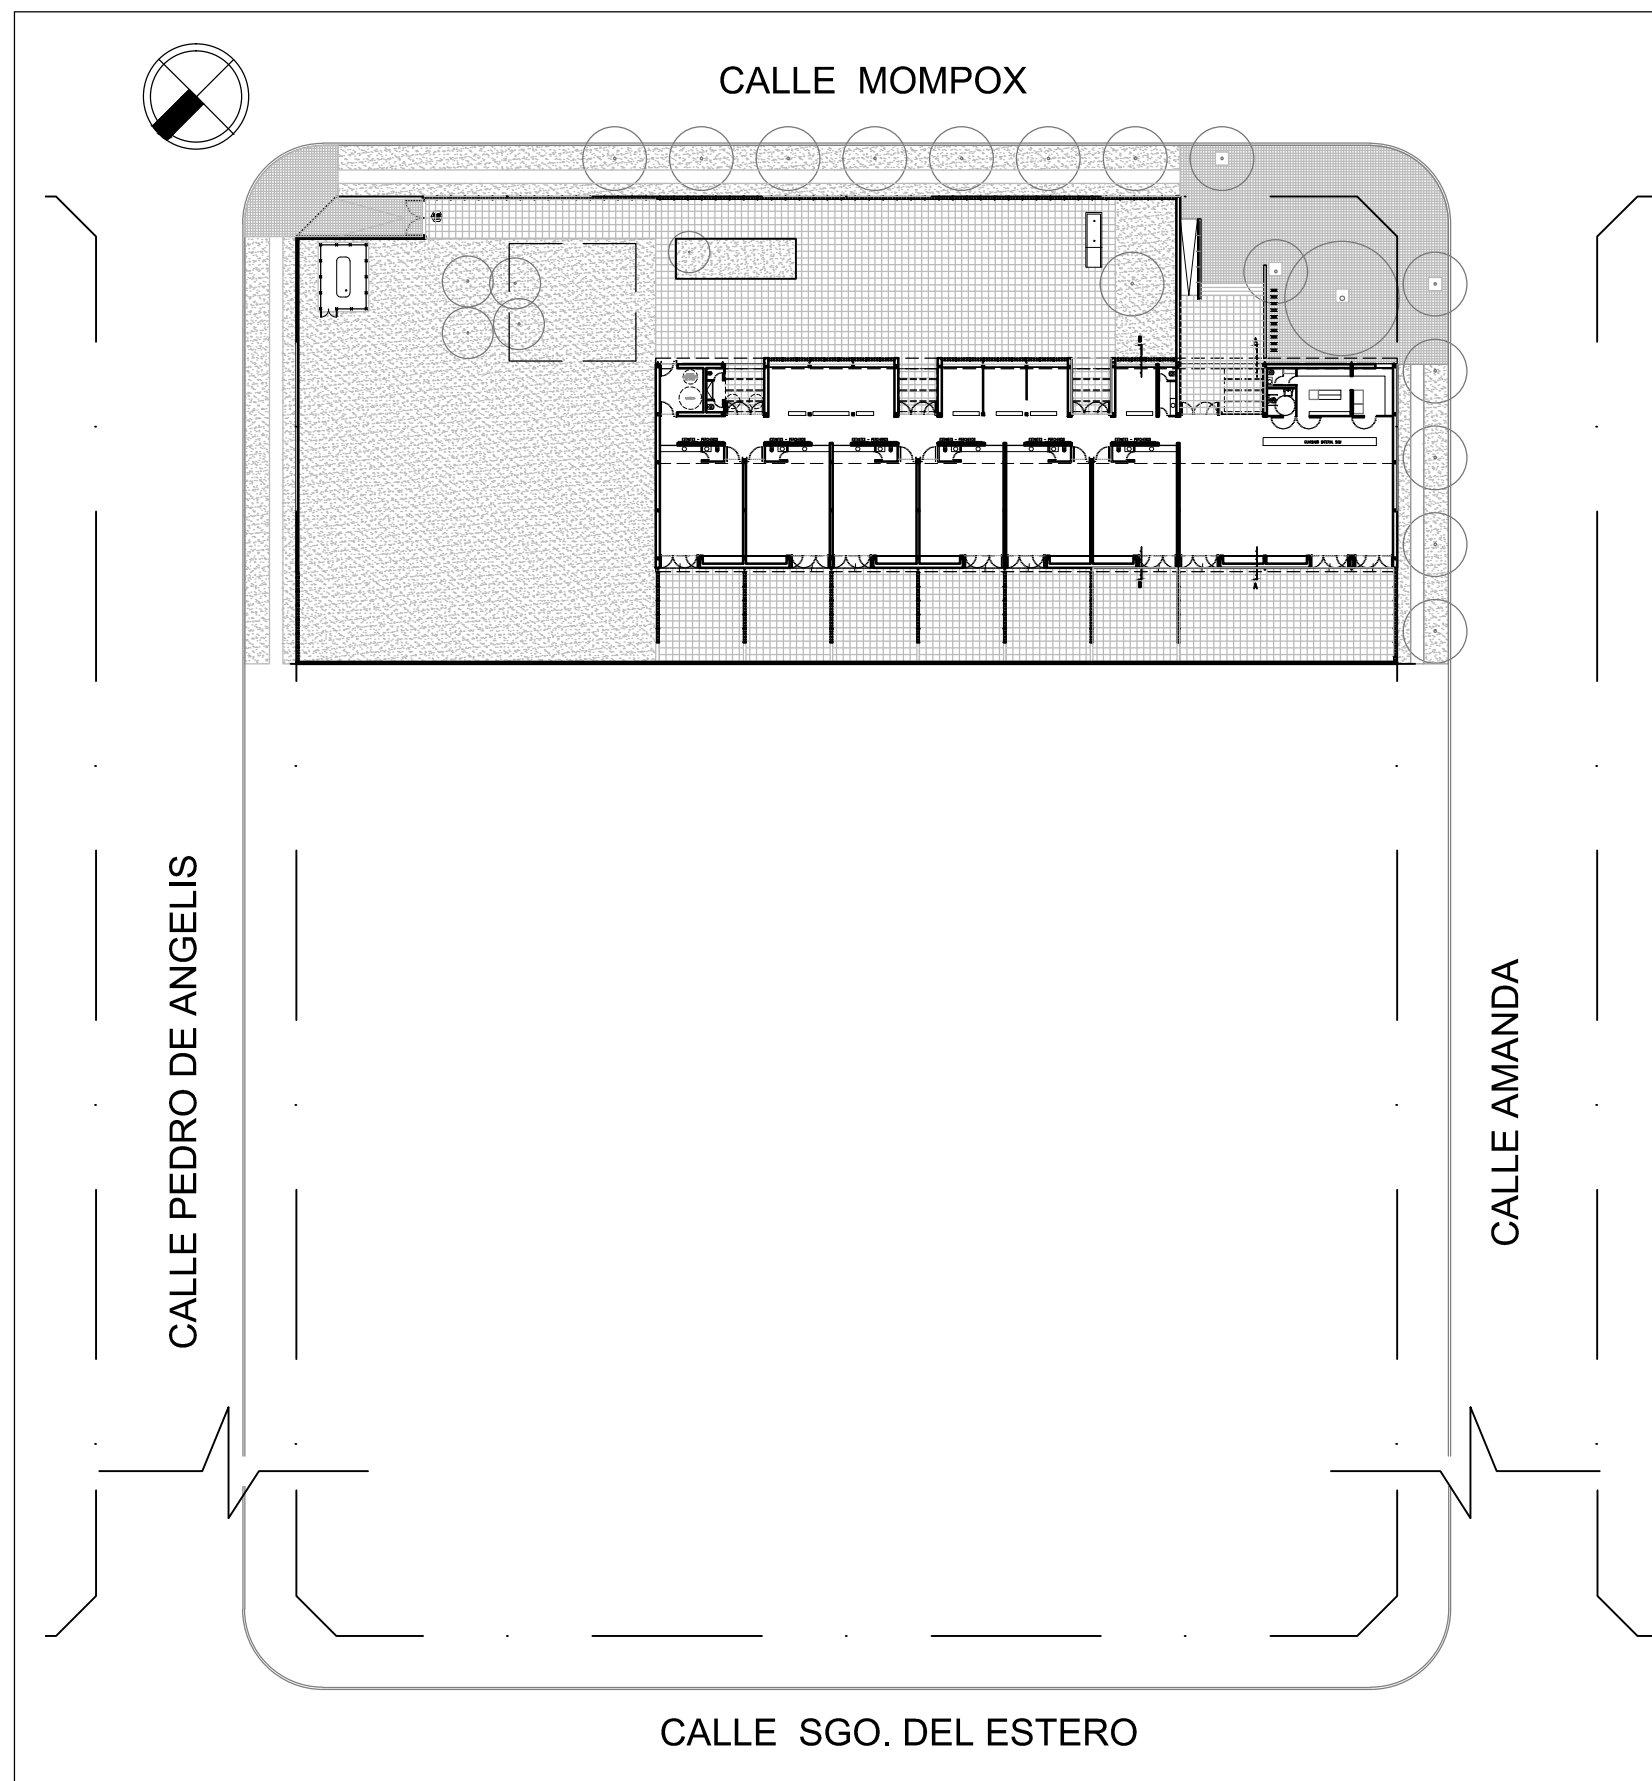 CALLE MOMPOX
CALLE PEDRO DE ANGELIS
CALLE AMANDA
CALLE SGO. DEL ESTERO